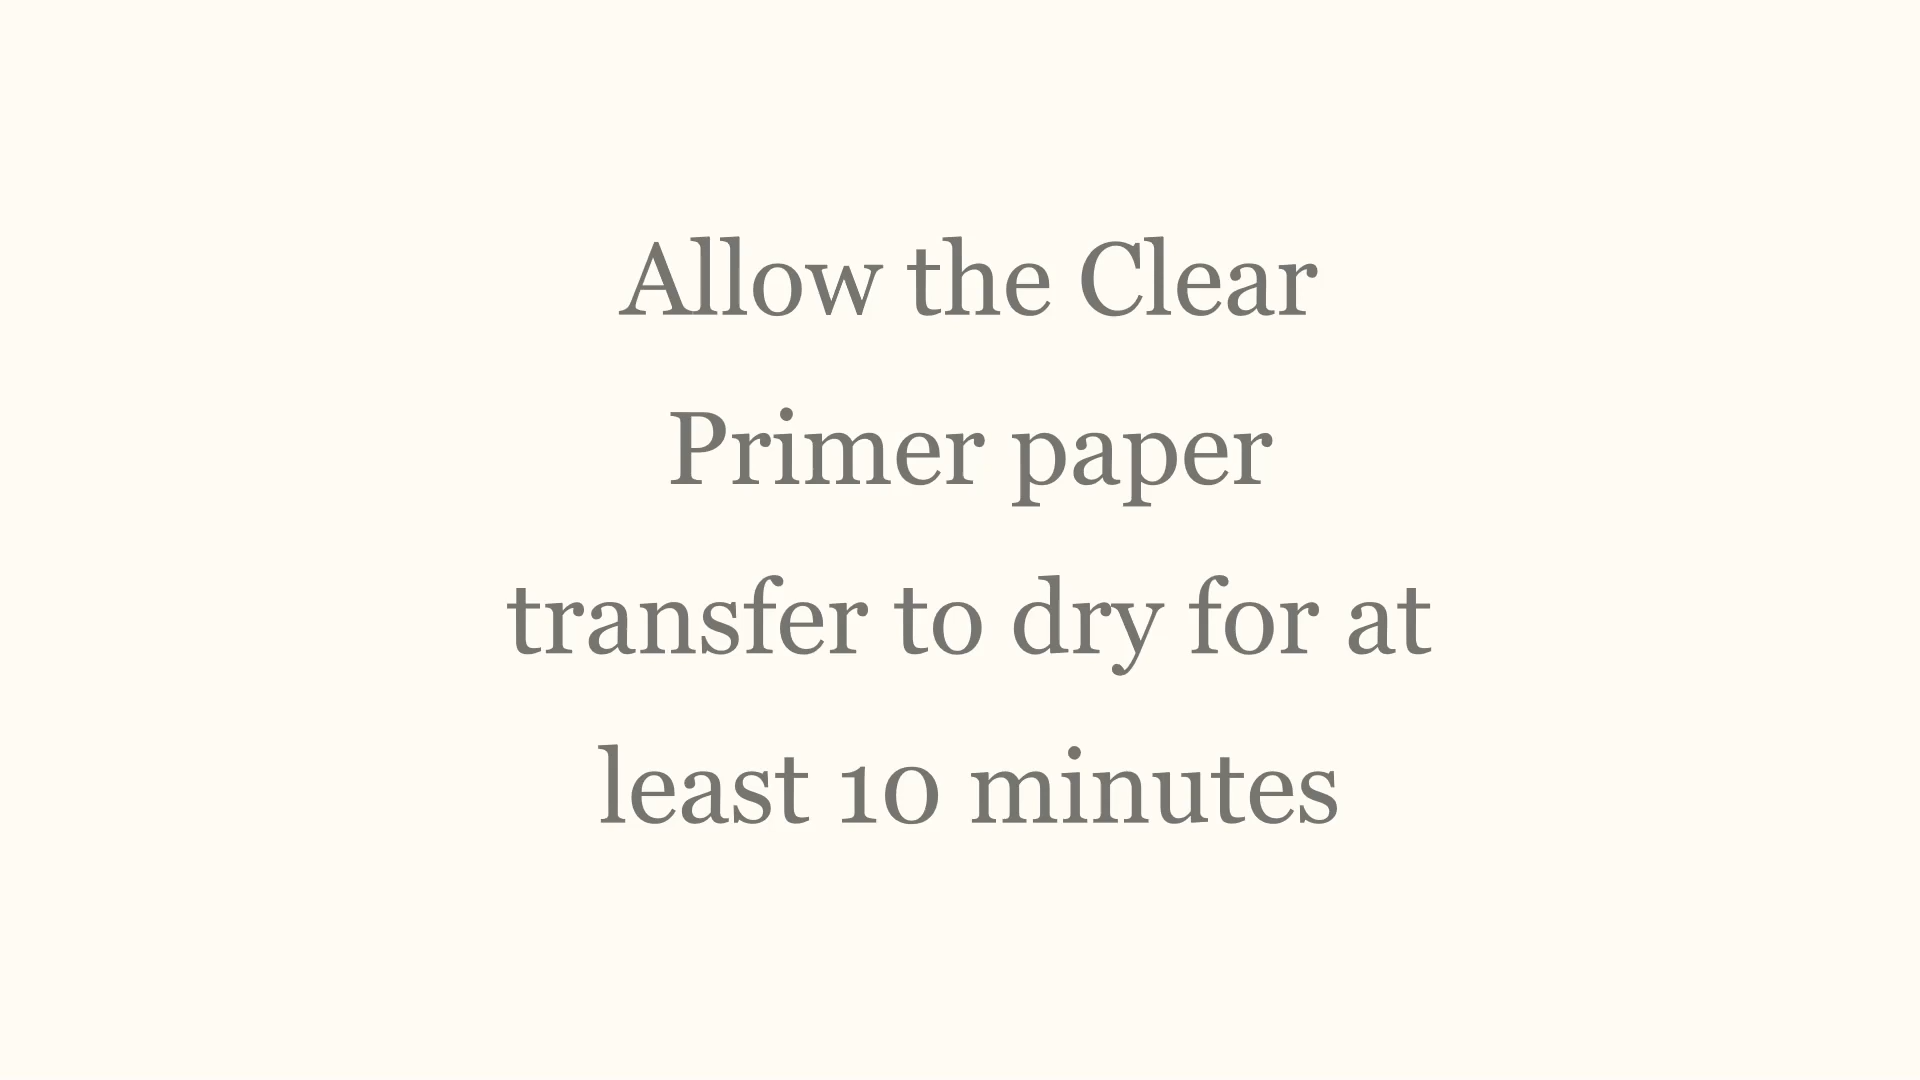 Allow the Clear
Primer paper
transfer to dry for at
least 10 minutes